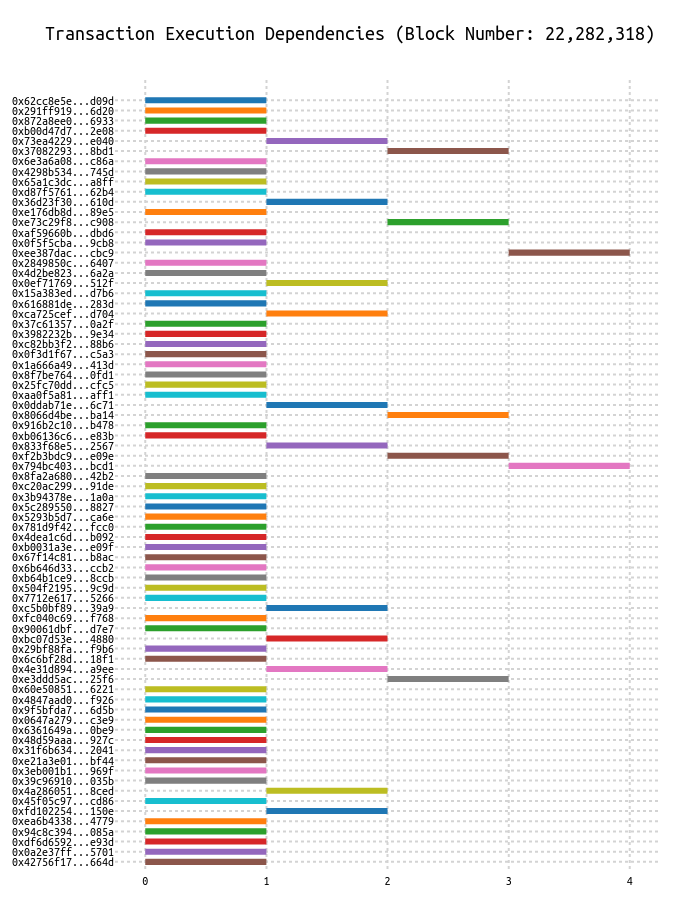 Transaction Execution Dependencies (Block Number: 22,282,318)
0x62cc8e5e...d09d
0x291ff919...6d20
0x872a8ee0...6933
0xb00d47d7...2e08
0x73ea4229...e040
0x37082293...8bd1
0x6e3a6a08...c86a
0x4298b534...745d
0x65a1c3dc...a8ff
0xd87f5761...62b4
0x36d23f30...610d
0xe176db8d...89e5
0xe73c29f8...c908
0xaf59660b...dbd6
0x0f5f5cba...9cb8
0xee387dac...cbc9
0x2849850c...6407
0x4d2be823...6a2a
0x0ef71769...512f
0x15a383ed...d7b6
0x616881de...283d
0xca725cef...d704
0x37c61357...0a2f
0x3982232b...9e34
0xc82bb3f2...88b6
0x0f3d1f67...c5a3
0x1a666a49...413d
0x8f7be764...0fd1
0x25fc70dd...cfc5
0xaa0f5a81...aff1
0x0ddab71e...6c71
0x8066d4be...ba14
0x916b2c10...b478
0xb06136c6...e83b
0x833f68e5...2567
0xf2b3bdc9...e09e
0x794bc403...bcd1
0x8fa2a680...42b2
0xc20ac299...91de
0x3b94378e...1a0a
0x5c289550...8827
0x5293b5d7...ca6e
0x781d9f42...fcc0
0x4dea1c6d...b092
0xb0031a3e...e09f
0x67f14c81...b8ac
0x6b646d33...ccb2
0xb64b1ce9...8ccb
0x504f2195...9c9d
0x7712e617...5266
0xc5b0bf89...39a9
0xfc040c69...f768
0x90061dbf...d7e7
0xbc07d53e...4880
0x29bf88fa...f9b6
0x6c6bf28d...18f1
0x4e31d894...a9ee
0xe3ddd5ac...25f6
0x60e50851...6221
0x4847aad0...f926
0x9f5bfda7...6d5b
0x0647a279...c3e9
0x6361649a...0be9
0x48d59aaa...927c
0x31f6b634...2041
0xe21a3e01...bf44
0x3eb001b1...969f
0x39c96910...035b
0x4a286051...8ced
0x45f05c97...cd86
0xfd102254...150e
0xea6b4338...4779
0x94c8c394...085a
0xdf6d6592...e93d
0x0a2e37ff...5701
0x42756f17...664d
0 1 2 3 4